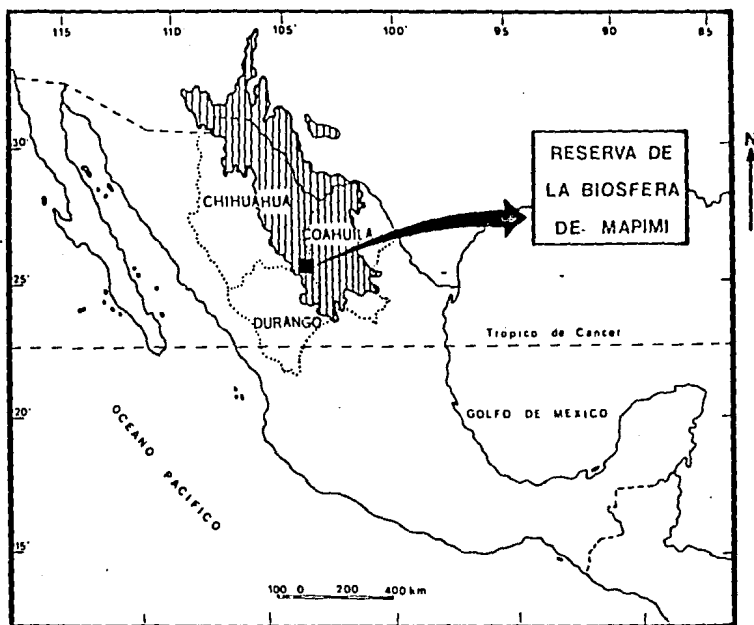 115 110 105 100° 95 85
N
30°
RESERVA DE
LA BIOSFERA
DE MAPIMI
CHIHUAHUA
COAHUILA
25°
DURANGO
Tropico de Cancer
20°
GOLFO DE MEXICO
OCEANO PACIFICO
15°
100 0 200 400 km